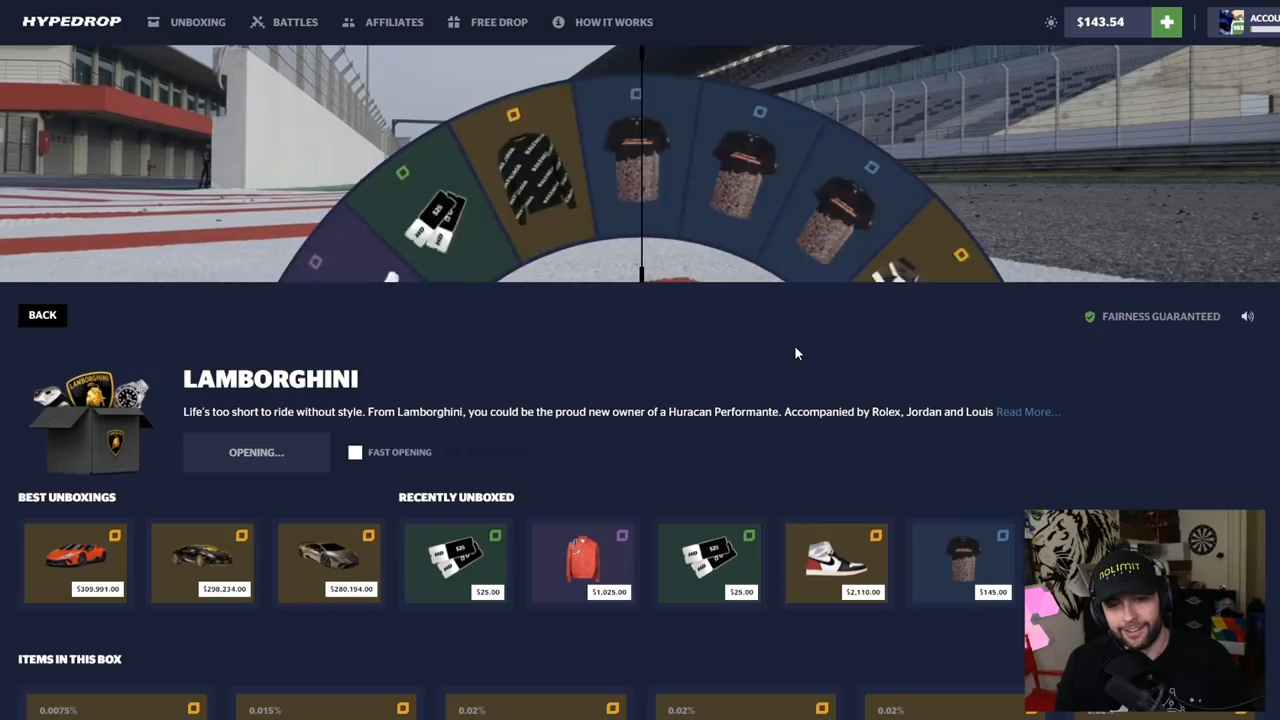 HYPEDROP
UNBOXING
BATTLES
AFFILIATES
FREE DROP
HOW IT WORKS
$143.54
ACCOU
BACK
FAIRNESS GUARANTEED
LAMBORGHINI
Life's too short to ride without style. From Lamborghini, you could be the proud new owner of a Huracan Performante. Accompanied by Rolex, Jordan and Louis Read More...
OPENING...
FAST OPENING
BEST UNBOXINGS
RECENTLY UNBOXED
$309,991.00
$298,234.00
$280,194.00
$25.00
$1,025.00
$25.00
$2,110.00
$145.00
ITEMS IN THIS BOX
0.0075%
0.015%
0.02%
0.02%
0.02%
nolimit